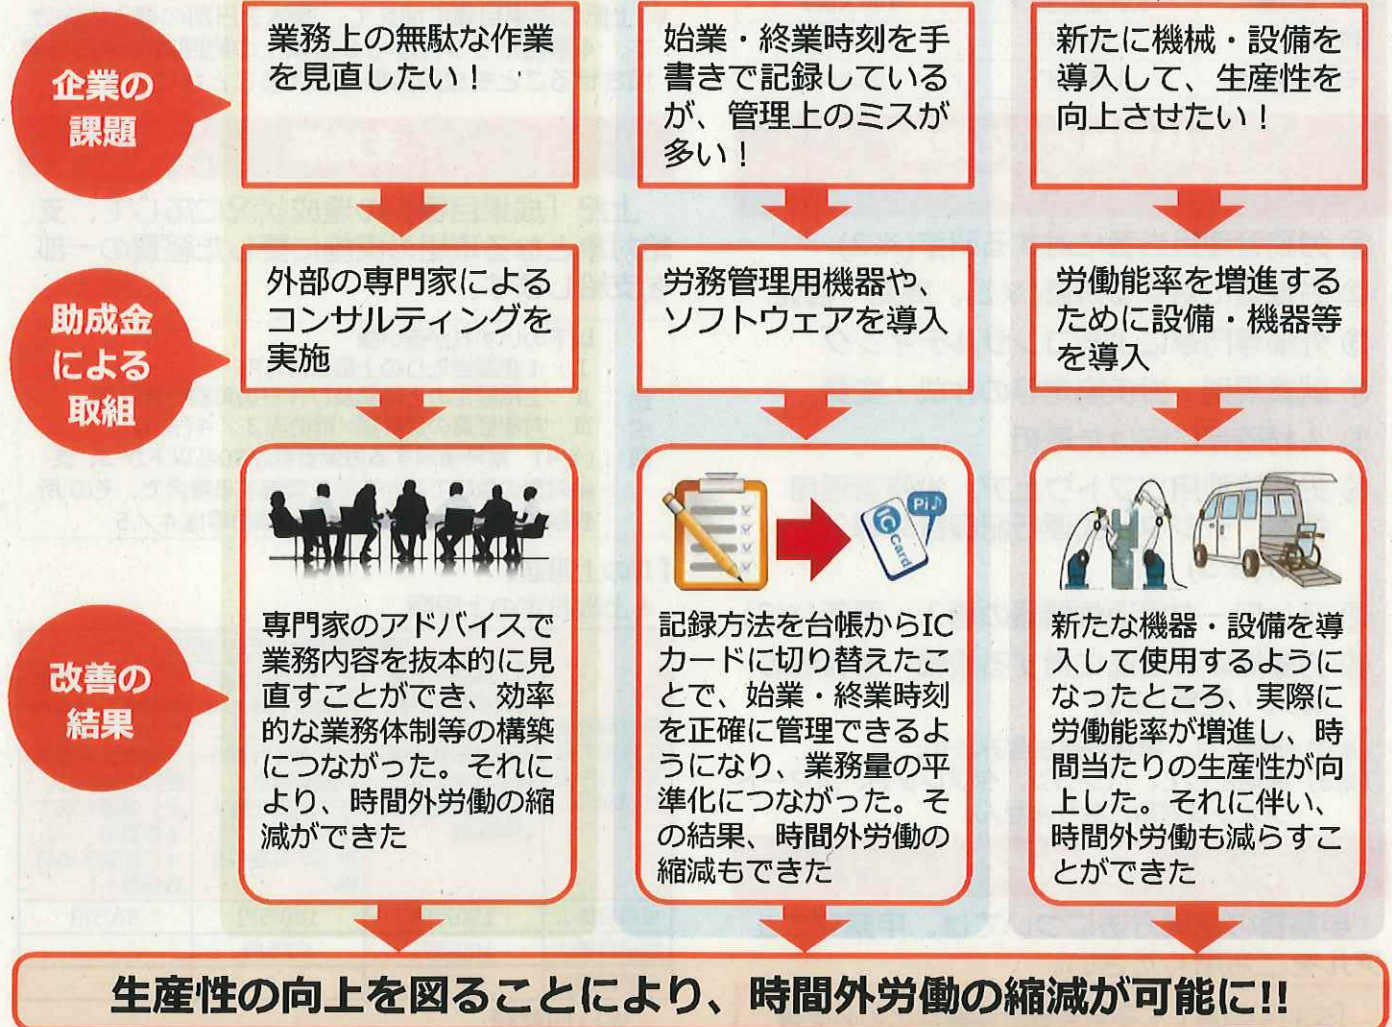 企業の
課題
業務上の無駄な作業
を見直したい！
始業・終業時刻を手
書きで記録している
が、管理上のミスが
多い！
新たに機械・設備を
導入して、生産性を
向上させたい！
助成金
による
取組
外部の専門家による
コンサルティングを
実施
労務管理用機器や、
ソフトウェアを導入
労働能率を増進する
ために設備・機器等
を導入
改善の
結果
専門家のアドバイスで
業務内容を抜本的に見
直すことができ、効率
的な業務体制等の構築
につながった。それに
より、時間外労働の縮
減ができた
IC
Card
Pi♪
記録方法を台帳からIC
カードに切り替えたこ
とで、始業・終業時刻
を正確に管理できるよ
うになり、業務量の平
準化につながった。そ
の結果、時間外労働の
縮減もできた
新たな機器・設備を導
入して使用するように
なったところ、実際に
労働能率が増進し、時
間当たりの生産性が向
上した。それに伴い、
時間外労働も減らすこ
とができた
生産性の向上を図ることにより、時間外労働の縮減が可能に!!